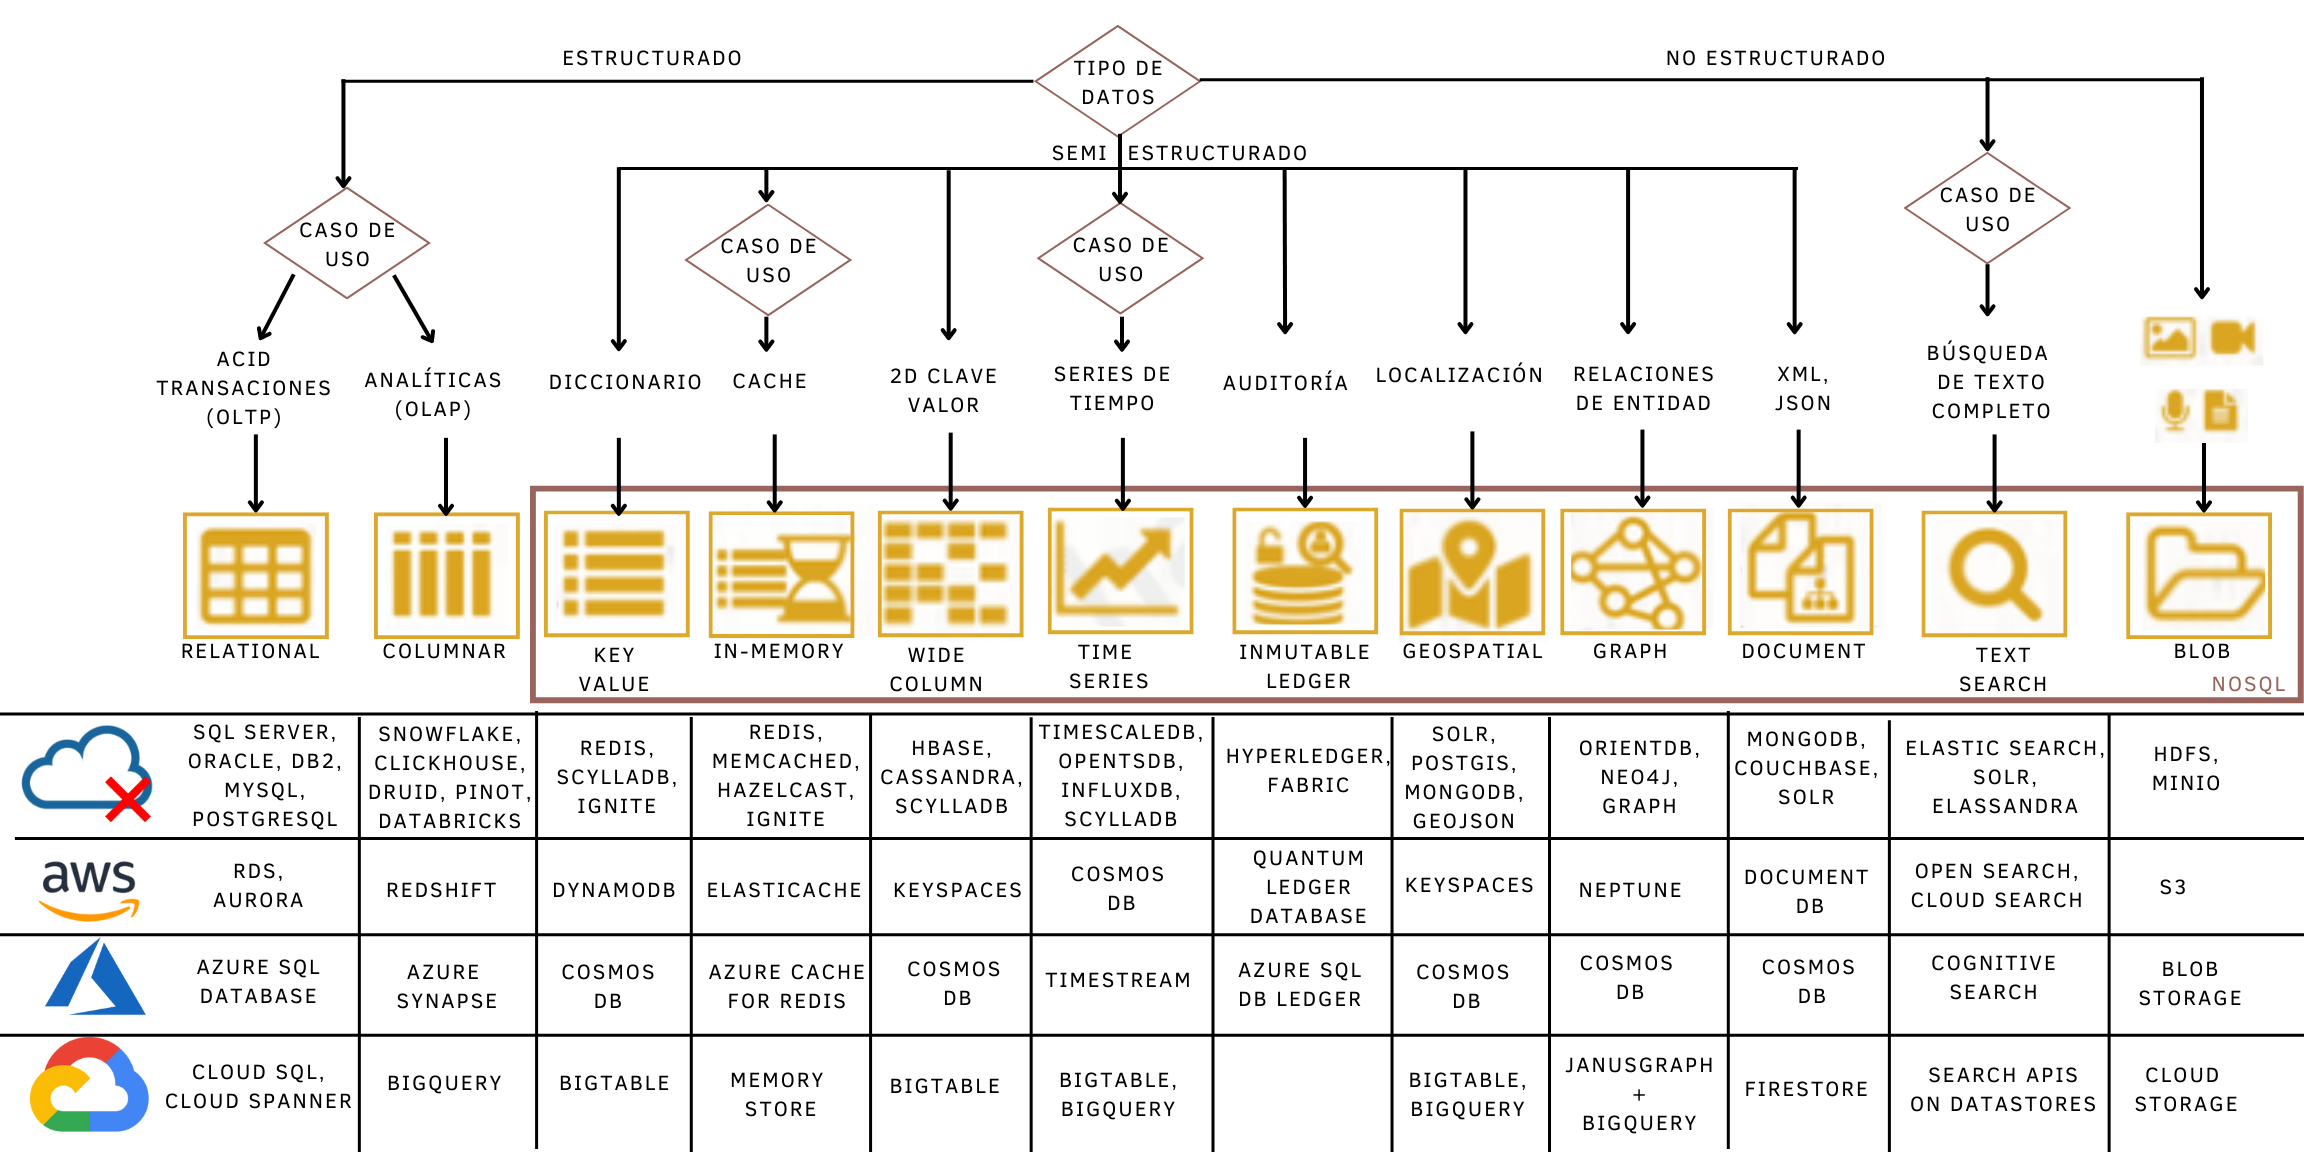 ESTRUCTURADO
TIPO DE
DATOS
NO ESTRUCTURADO
SEMI ESTRUCTURADO
CASO DE
USO
CASO DE
USO
CASO DE
USO
CASO DE
USO
ACID
TRANSACIONES
(OLTP)
ANALÍTICAS
(OLAP)
DICCIONARIO
CACHE
2D CLAVE
VALOR
SERIES DE
TIEMPO
AUDITORÍA
LOCALIZACIÓN
RELACIONES
DE ENTIDAD
XML,
JSON
BÚSQUEDA
DE TEXTO
COMPLETO
RELATIONAL
COLUMNAR
KEY
VALUE
IN-MEMORY
WIDE
COLUMN
TIME
SERIES
INMUTABLE
LEDGER
GEOSPATIAL
GRAPH
DOCUMENT
TEXT
SEARCH
BLOB
NOSQL
SQL SERVER,
ORACLE, DB2,
MYSQL,
POSTGRESQL
SNOWFLAKE,
CLICKHOUSE,
DRUID, PINOT,
DATABRICKS
REDIS,
SCYLLADB,
IGNITE
REDIS,
MEMCACHED,
HAZELCAST,
IGNITE
HBASE,
CASSANDRA,
SCYLLADB
TIMESCALEDB,
OPENTSDB,
INFLUXDB,
SCYLLADB
HYPERLEDGER,
FABRIC
SOLR,
POSTGIS,
MONGODB,
GEOJSON
ORIENTDB,
NEO4J,
GRAPH
MONGODB,
COUCHBASE,
SOLR
ELASTIC SEARCH,
SOLR,
ELASSANDRA
HDFS,
MINIO
aws
RDS,
AURORA
REDSHIFT
DYNAMODB
ELASTICACHE
KEYSPACES
COSMOS
DB
QUANTUM
LEDGER
DATABASE
KEYSPACES
NEPTUNE
DOCUMENT
DB
OPEN SEARCH,
CLOUD SEARCH
S3
AZURE SQL
DATABASE
AZURE
SYNAPSE
COSMOS
DB
AZURE CACHE
FOR REDIS
COSMOS
DB
TIMESTREAM
AZURE SQL
DB LEDGER
COSMOS
DB
COSMOS
DB
COSMOS
DB
COGNITIVE
SEARCH
BLOB
STORAGE
CLOUD SQL,
CLOUD SPANNER
BIGQUERY
BIGTABLE
MEMORY
STORE
BIGTABLE
BIGTABLE,
BIGQUERY
BIGTABLE,
BIGQUERY
JANUSGRAPH
+
BIGQUERY
FIRESTORE
SEARCH APIS
ON DATASTORES
CLOUD
STORAGE